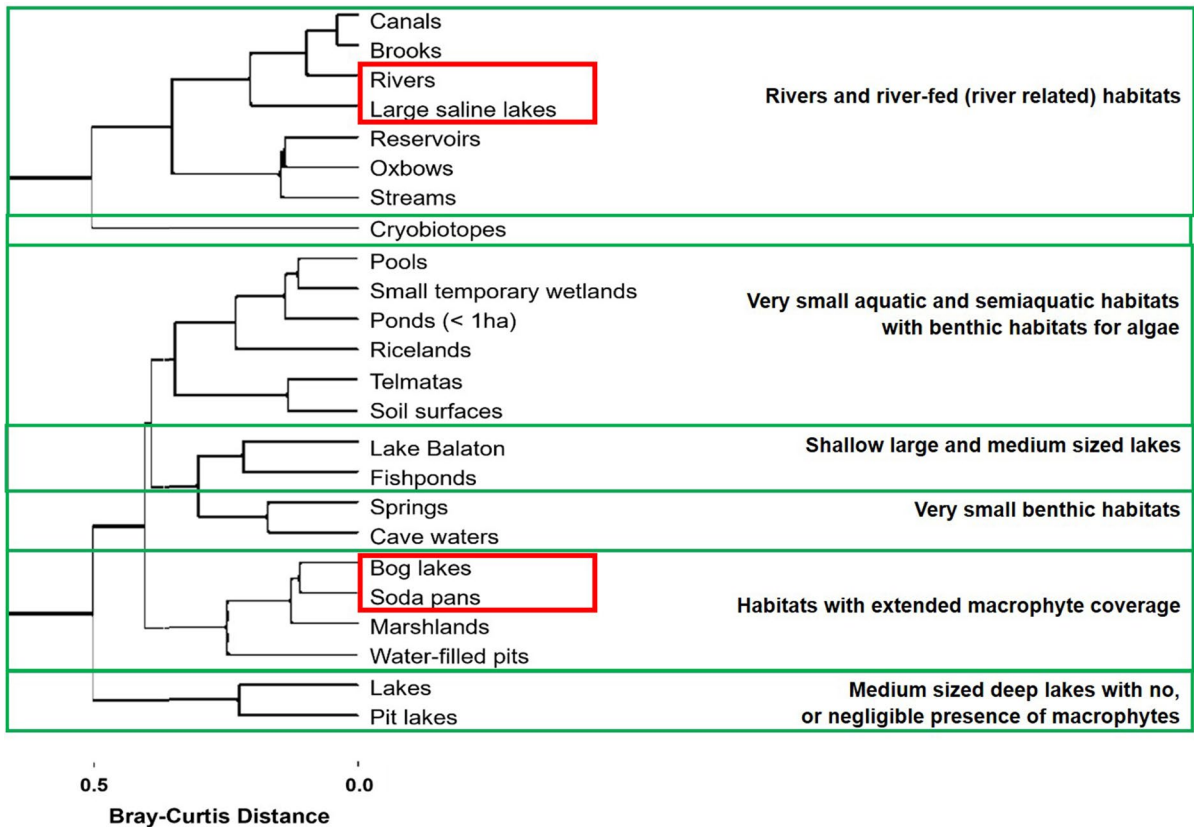 Canals
Brooks
Rivers
Large saline lakes
Rivers and river-fed (river related) habitats
Reservoirs
Oxbows
Streams
Cryobiotopes
Pools
Small temporary wetlands
Ponds (< 1ha)
Ricelands
Telmatas
Soil surfaces
Very small aquatic and semiaquatic habitats
with benthic habitats for algae
Lake Balaton
Fishponds
Shallow large and medium sized lakes
Springs
Cave waters
Very small benthic habitats
Bog lakes
Soda pans
Marshlands
Water-filled pits
Habitats with extended macrophyte coverage
Lakes
Pit lakes
Medium sized deep lakes with no,
or negligible presence of macrophytes
0.5 0.0
Bray-Curtis Distance